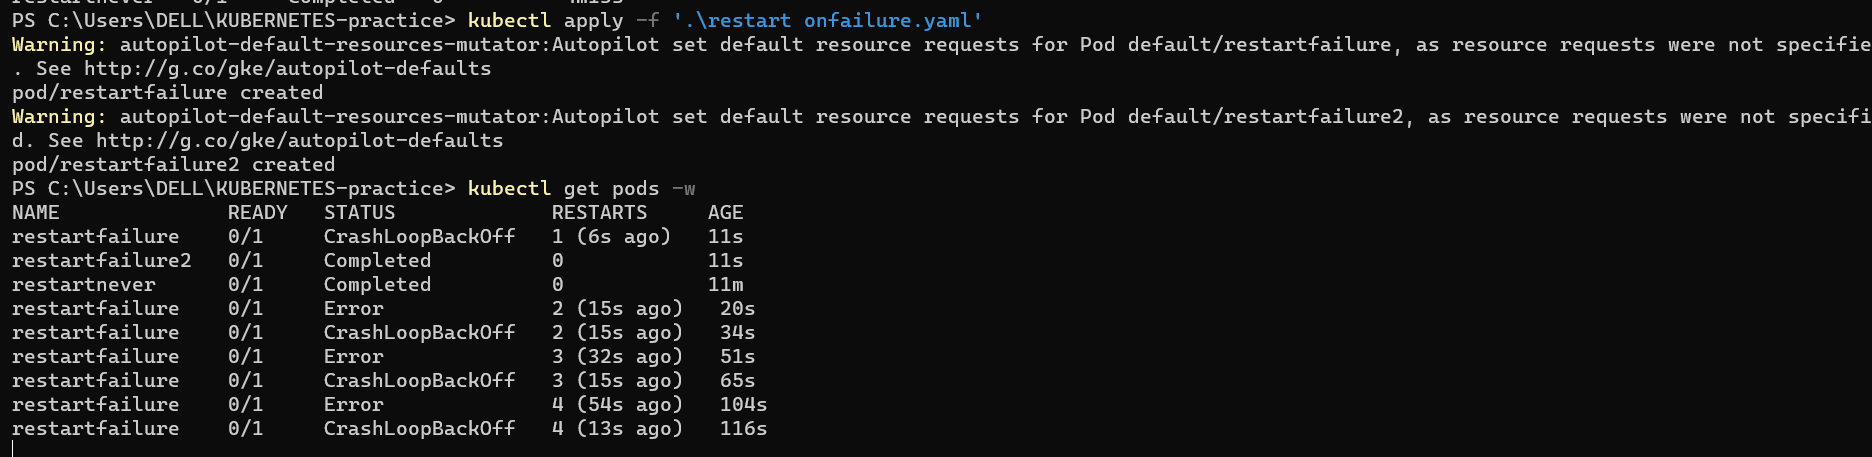 PS C:\Users\DELL\KUBERNETES-practice> kubectl apply -f '.\restart onfailure.yaml'
Warning: autopilot-default-resources-mutator:Autopilot set default resource requests for Pod default/restartfailure, as resource requests were not specifie
. See http://g.co/gke/autopilot-defaults
pod/restartfailure created
Warning: autopilot-default-resources-mutator:Autopilot set default resource requests for Pod default/restartfailure2, as resource requests were not specifi
d. See http://g.co/gke/autopilot-defaults
pod/restartfailure2 created
PS C:\Users\DELL\KUBERNETES-practice> kubectl get pods -w
NAME READY STATUS RESTARTS AGE
restartfailure 0/1 CrashLoopBackOff 1 (6s ago) 11s
restartfailure2 0/1 Completed 0 11s
restartnever 0/1 Completed 0 11m
restartfailure 0/1 Error 2 (15s ago) 20s
restartfailure 0/1 CrashLoopBackOff 2 (15s ago) 34s
restartfailure 0/1 Error 3 (32s ago) 51s
restartfailure 0/1 CrashLoopBackOff 3 (15s ago) 65s
restartfailure 0/1 Error 4 (54s ago) 104s
restartfailure 0/1 CrashLoopBackOff 4 (13s ago) 116s